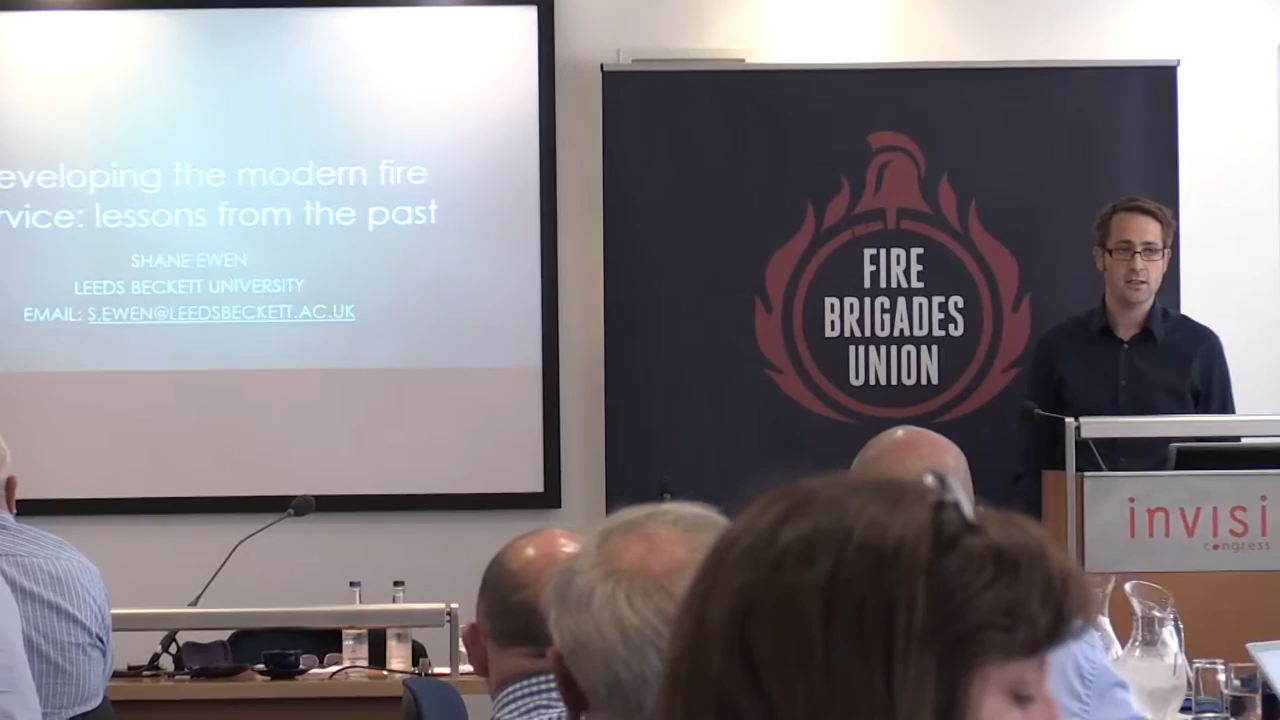 eveloping the modern fire
rvice: lessons from the past
SHANE EWEN
LEEDS BECKETT UNIVERSITY
EMAIL: S.EWEN@LEEDSBECKETT.AC.UK
FIRE
BRIGADES
UNION
invisi
congress